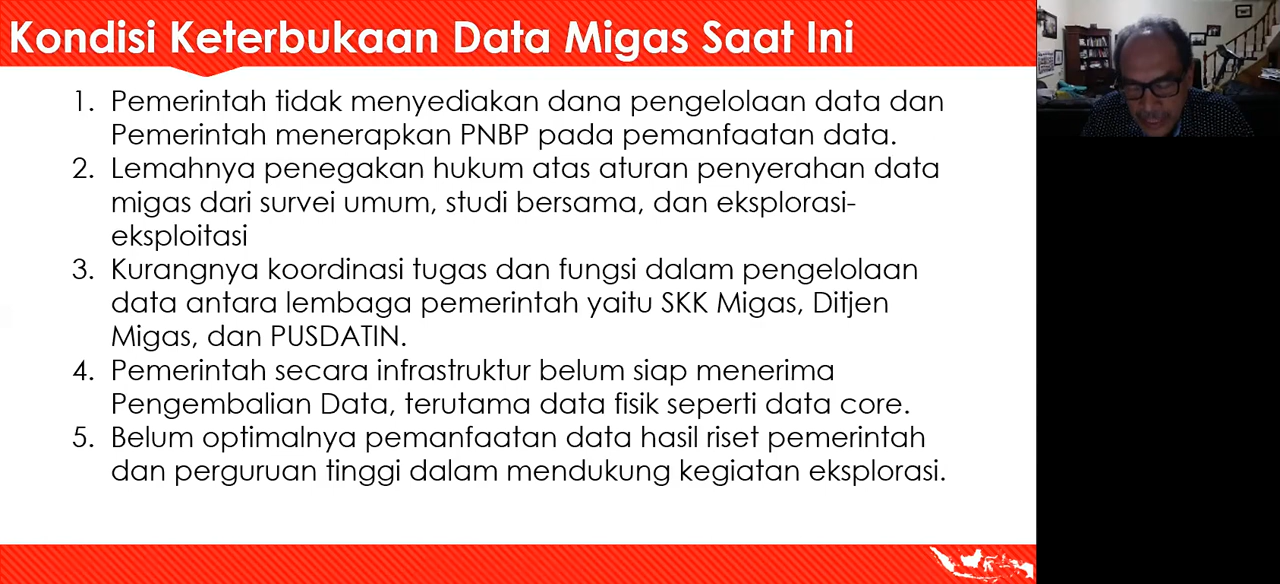 Kondisi Keterbukaan Data Migas Saat Ini
1. Pemerintah tidak menyediakan dana pengelolaan data dan
Pemerintah menerapkan PNBP pada pemanfaatan data.
2. Lemahnya penegakan hukum atas aturan penyerahan data
migas dari survei umum, studi bersama, dan eksplorasi-
eksploitasi
3. Kurangnya koordinasi tugas dan fungsi dalam pengelolaan
data antara lembaga pemerintah yaitu SKK Migas, Ditjen
Migas, dan PUSDATIN.
4. Pemerintah secara infrastruktur belum siap menerima
Pengembalian Data, terutama data fisik seperti data core.
5. Belum optimalnya pemanfaatan data hasil riset pemerintah
dan perguruan tinggi dalam mendukung kegiatan eksplorasi.